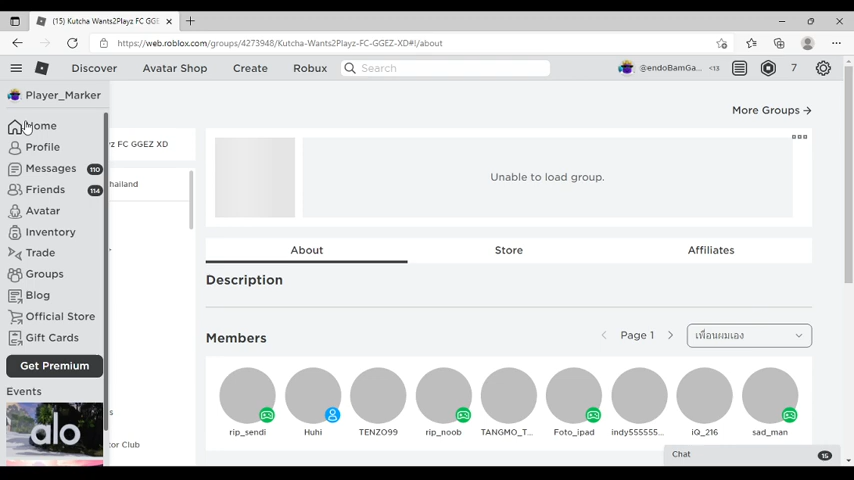 (15) Kutcha Wants2Playz FC GGE
https://web.roblox.com/groups/4273948/Kutcha-Wants2Playz-FC-GGEZ-XD#!/about
Discover Avatar Shop Create Robux Search @endoBamGa... <13 7
Player_Marker
More Groups →
Home
Profile
Messages 110
Friends 114
Avatar
Inventory
Trade
Groups
Blog
Official Store
Gift Cards
Get Premium
Events
alo
z FC GGEZ XD
hailand
s
tor Club
Unable to load group.
About Store Affiliates
Description
Members
Page 1
เพื่อนผมเอง
rip_sendi Huhi TENZO99 rip_noob TANGMO_T... Foto_ipad indy555555... iQ_216 sad_man
Chat 15